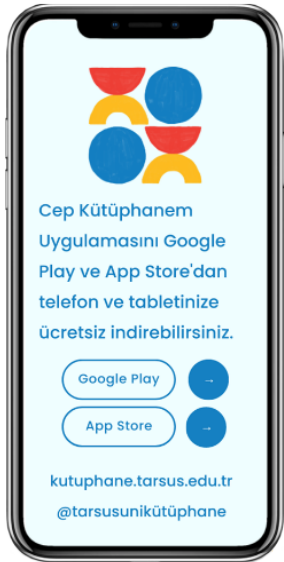 Cep Kütüphanem
Uygulamasını Google
Play ve App Store'dan
telefon ve tabletinize
ücretsiz indirebilirsiniz.
Google Play →
App Store →
kutuphane.tarsus.edu.tr
@tarsusunikütüphane